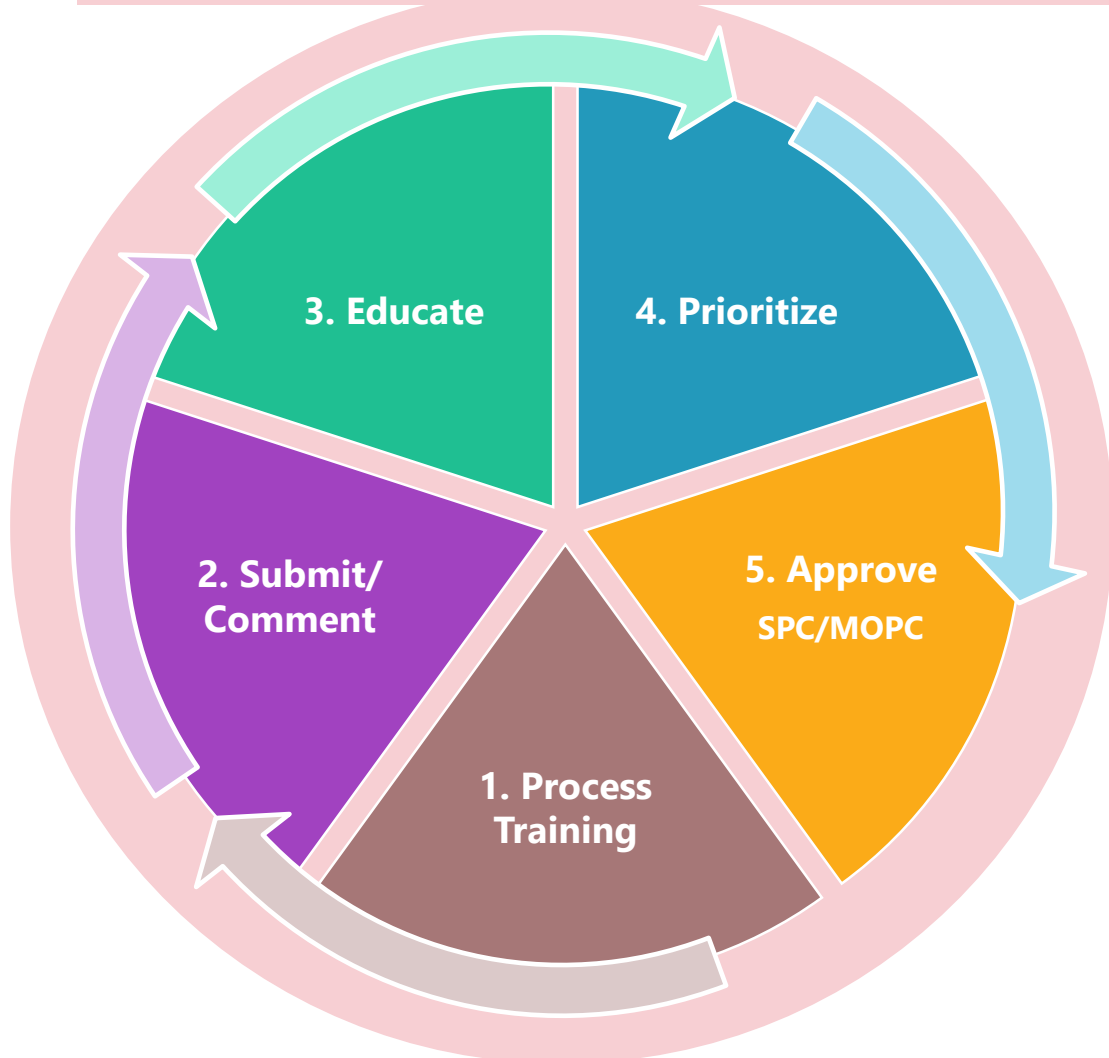 3. Educate
4. Prioritize
2. Submit/
Comment
5. Approve
SPC/MOPC
1. Process
Training